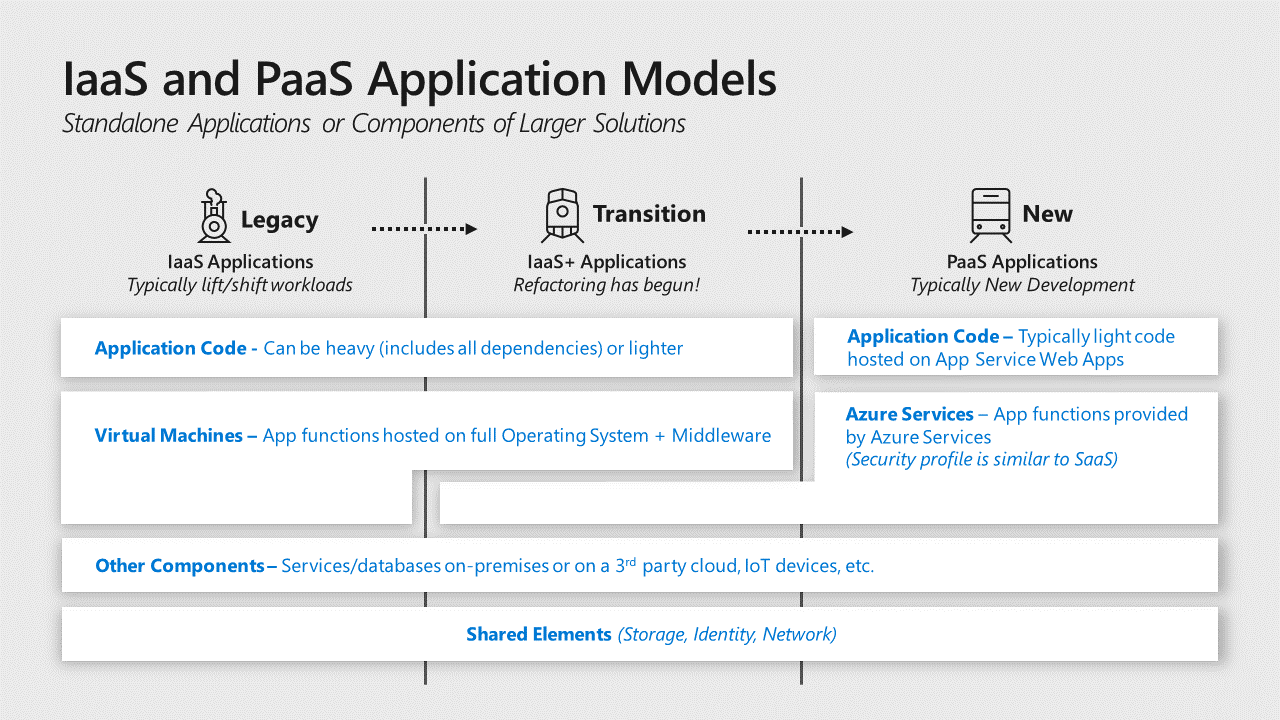 IaaS and PaaS Application Models
Standalone Applications or Components of Larger Solutions
Legacy
IaaS Applications
Typically lift/shift workloads
Transition
IaaS+ Applications
Refactoring has begun!
New
PaaS Applications
Typically New Development
Application Code - Can be heavy (includes all dependencies) or lighter
Application Code – Typically light code
hosted on App Service Web Apps
Virtual Machines – App functions hosted on full Operating System + Middleware
Azure Services – App functions provided
by Azure Services
(Security profile is similar to SaaS)
Other Components – Services/databases on-premises or on a 3rd party cloud, IoT devices, etc.
Shared Elements (Storage, Identity, Network)